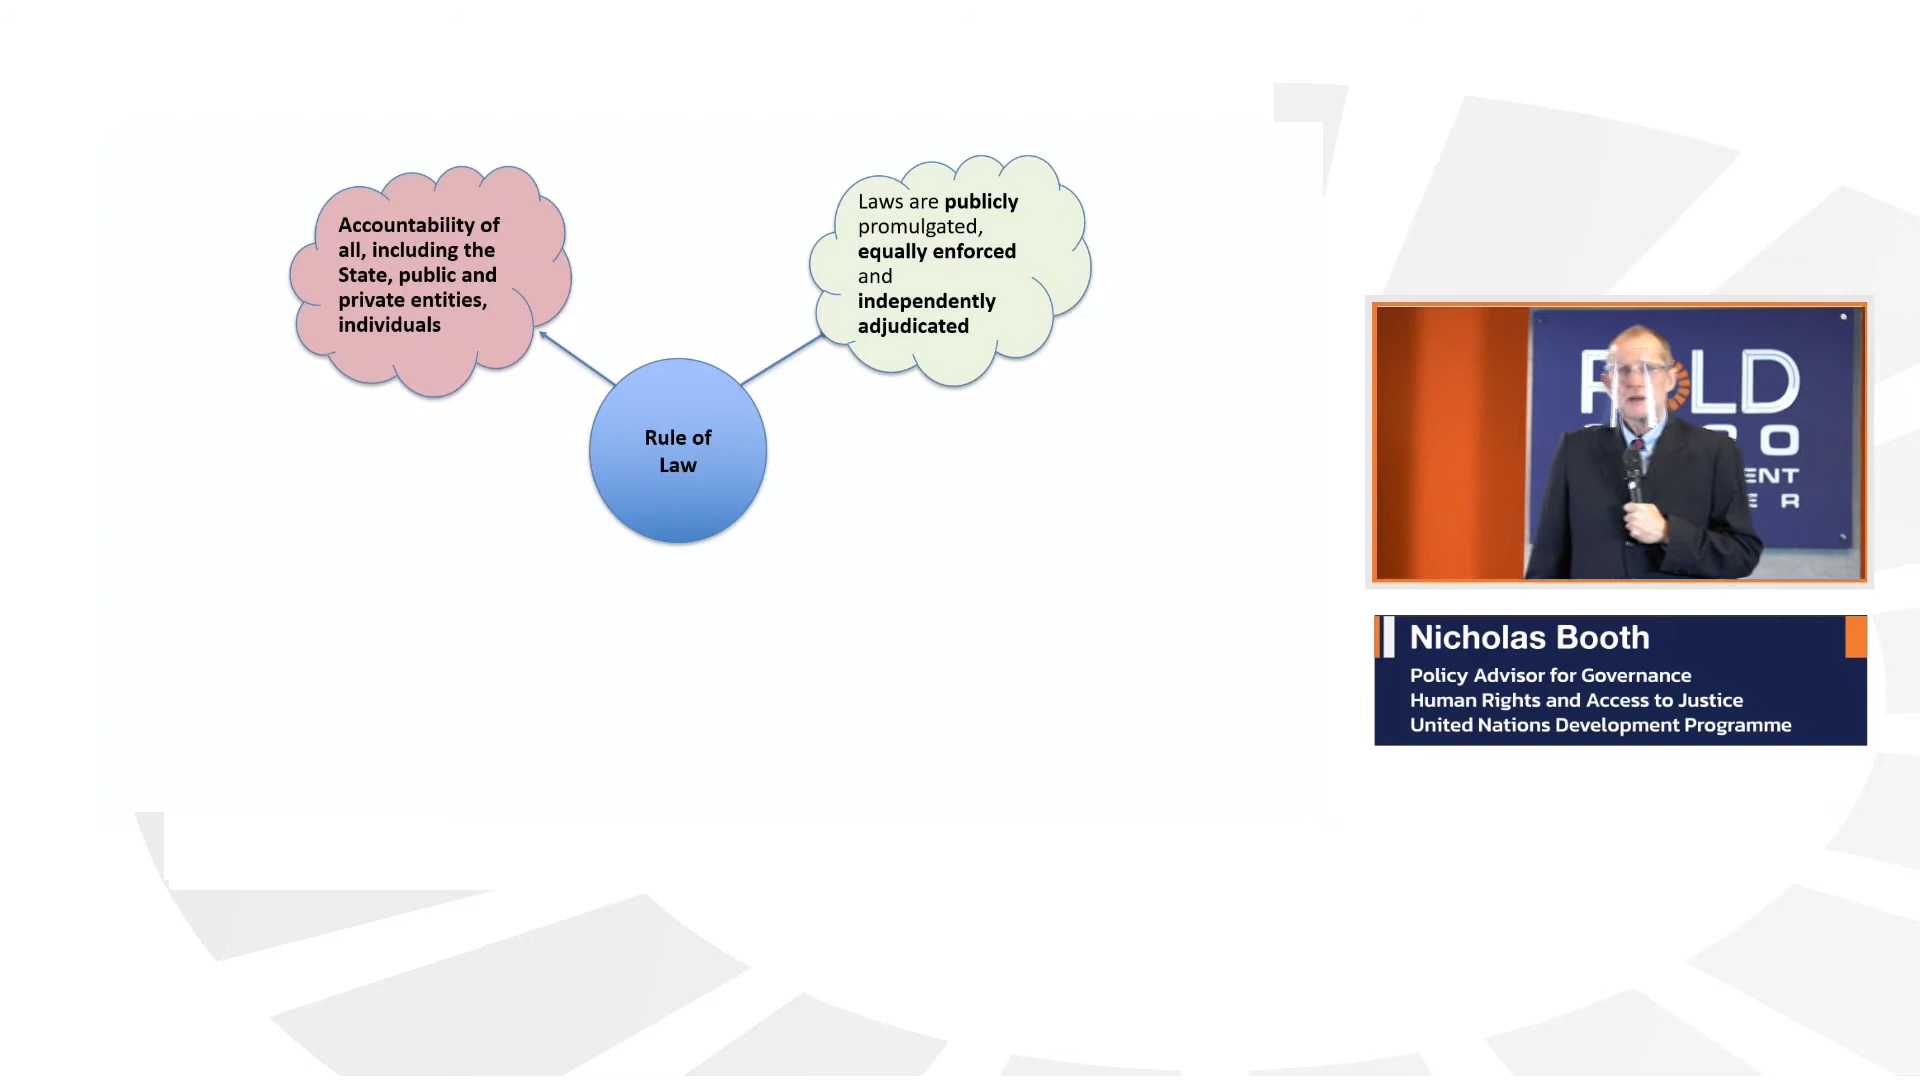 Accountability of
all, including the
State, public and
private entities,
individuals
Laws are publicly
promulgated,
equally enforced
and
independently
adjudicated
Rule of
Law
Nicholas Booth
Policy Advisor for Governance
Human Rights and Access to Justice
United Nations Development Programme